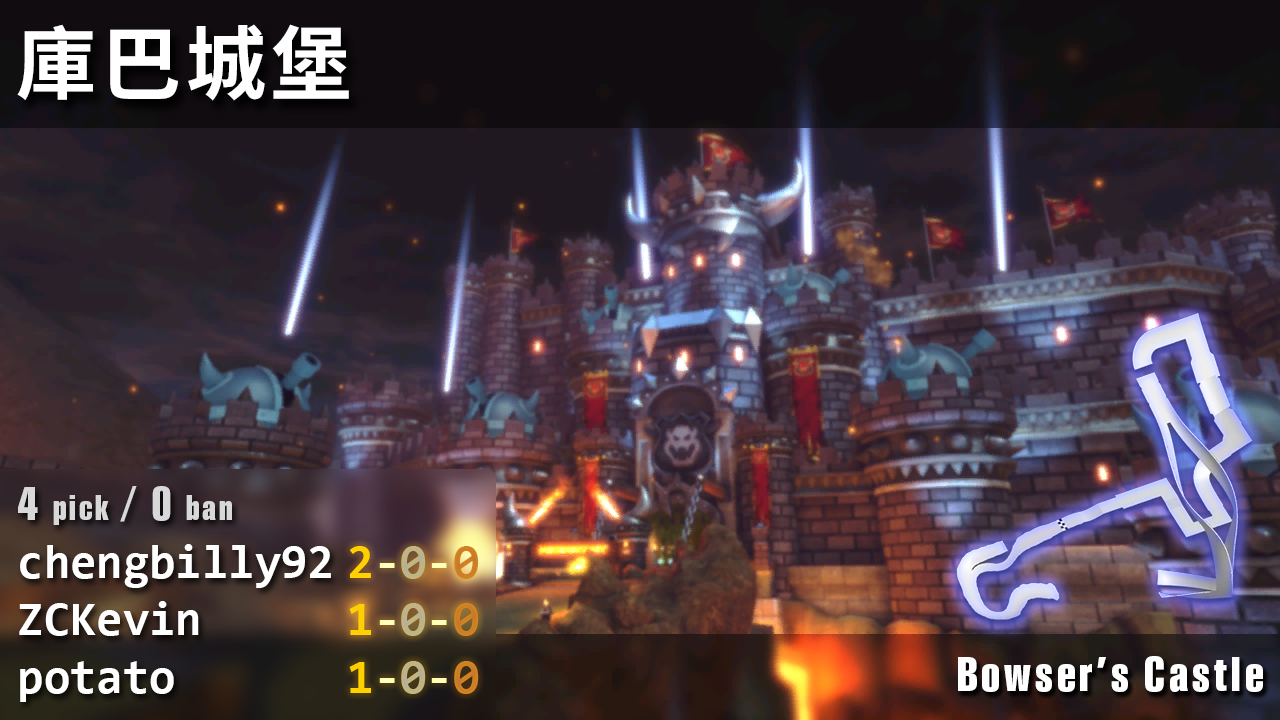 庫巴城堡
4 pick / 0 ban
chengbilly92 2-0-0
ZCKevin 1-0-0
potato 1-0-0
Bowser's Castle